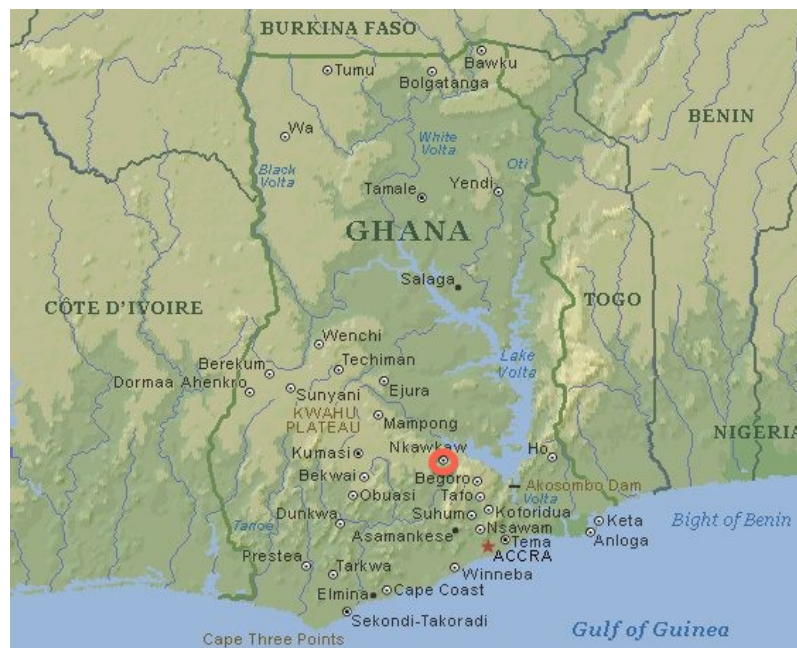 BURKINA FASO
Bawku
Tumu
Bolgatanga
BENIN
Wa
White
Volta
Black
Volta
Oti
Tamale
Yendi
GHANA
Salaga
CÔTE D'IVOIRE
TOGO
Wenchi
Lake
Volta
Berekum
Techiman
Dormaa Ahenkro
Ejura
Sunyani
KWAHU
PLATEAU
Mampong
NIGERIA
Nkawkaw
Ho
Kumasi
Bekwai
Begoro
Akosombo Dam
Obuasi
Tafo
Volta
Dunkwa
Suhum
Koforidua
Tanoe
Keta
Bight of Benin
Asamankese
Nsawam
Tema
Anloga
ACCRA
Prestea
Tarkwa
Winneba
Elmina
Cape Coast
Sekondi-Takoradi
Gulf of Guinea
Cape Three Points